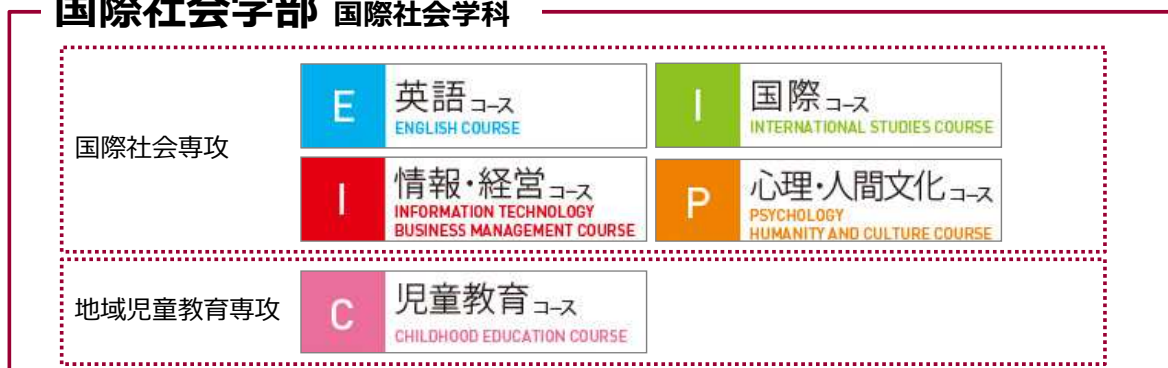 国際社会学部 国際社会学科
国際社会専攻
E
英語コース
ENGLISH COURSE
I
国際コース
INTERNATIONAL STUDIES COURSE
I
情報・経営コース
INFORMATION TECHNOLOGY
BUSINESS MANAGEMENT COURSE
P
心理・人間文化コース
PSYCHOLOGY
HUMANITY AND CULTURE COURSE
地域児童教育専攻
C
児童教育コース
CHILDHOOD EDUCATION COURSE